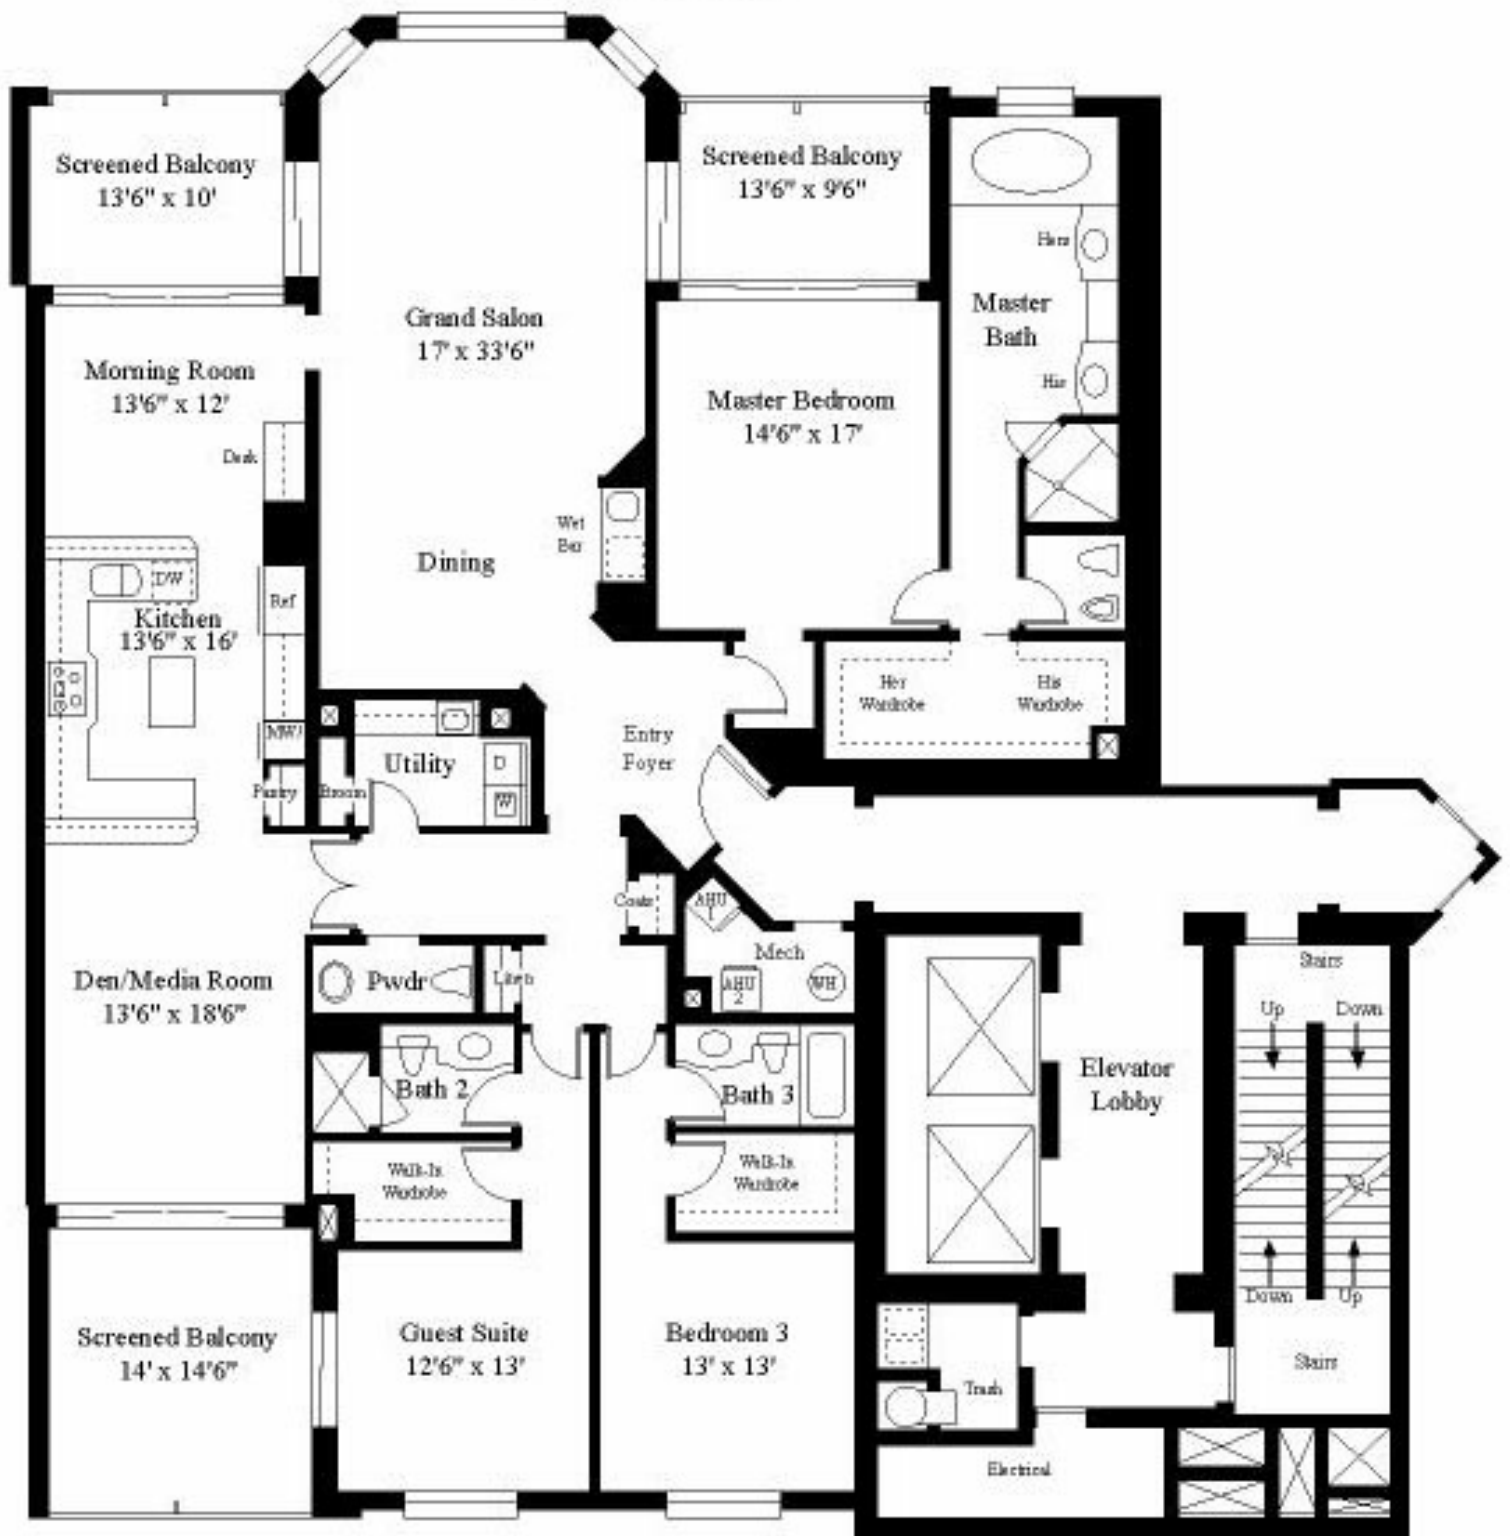 Screened Balcony
13'6" x 10'
Screened Balcony
13'6" x 9'6"
Hers
Master
Bath
His
Grand Salon
17' x 33'6"
Morning Room
13'6" x 12'
Desk
Master Bedroom
14'6" x 17'
Wet
Bar
Dining
DW
Ref
Kitchen
13'6" x 16'
MW/
Pantry
Broom
Utility
D
W
Entry
Foyer
Her
Wardrobe
His
Wardrobe
Coats
AHU
1
Mech
AHU
2
WH
Den/Media Room
13'6" x 18'6"
Pwdr
Linen
Bath 2
Bath 3
Walk-In
Wardrobe
Walk-In
Wardrobe
Elevator
Lobby
Stairs
Up
Down
Down
Up
Stairs
Screened Balcony
14' x 14'6"
Guest Suite
12'6" x 13'
Bedroom 3
13' x 13'
Trash
Electrical